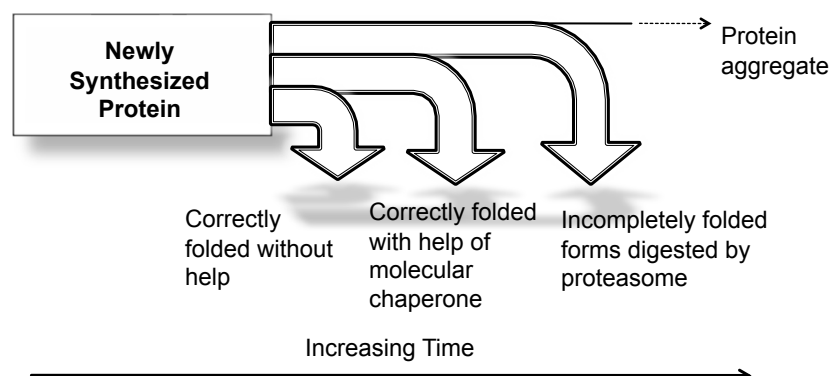 Newly
Synthesized
Protein
Protein
aggregate
Correctly
folded without
help
Correctly folded
with help of
molecular
chaperone
Incompletely folded
forms digested by
proteasome
Increasing Time